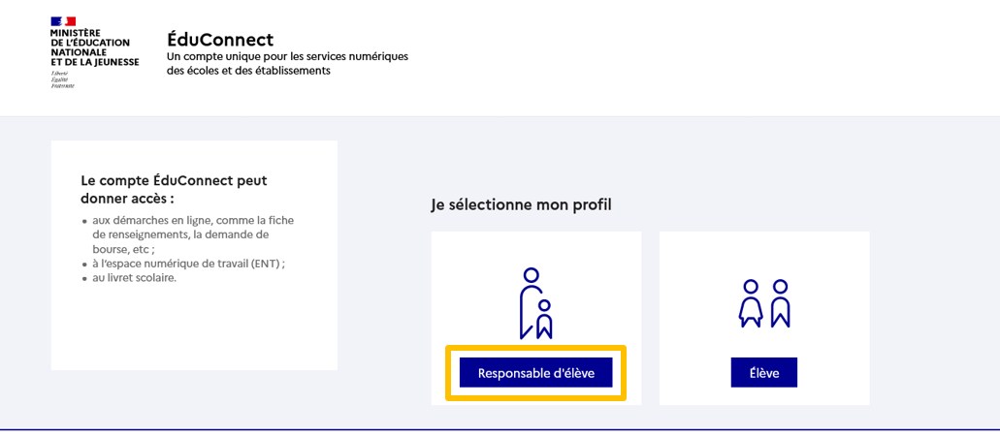 MINISTÈRE
DE L'ÉDUCATION
NATIONALE
ET DE LA JEUNESSE
Liberté
Égalité
Fraternité
ÉduConnect
Un compte unique pour les services numériques
des écoles et des établissements
Le compte ÉduConnect peut
donner accès :
• aux démarches en ligne, comme la fiche
de renseignements, la demande de
bourse, etc ;
• à l'espace numérique de travail (ENT) ;
• au livret scolaire.
Je sélectionne mon profil
Responsable d'élève
Élève